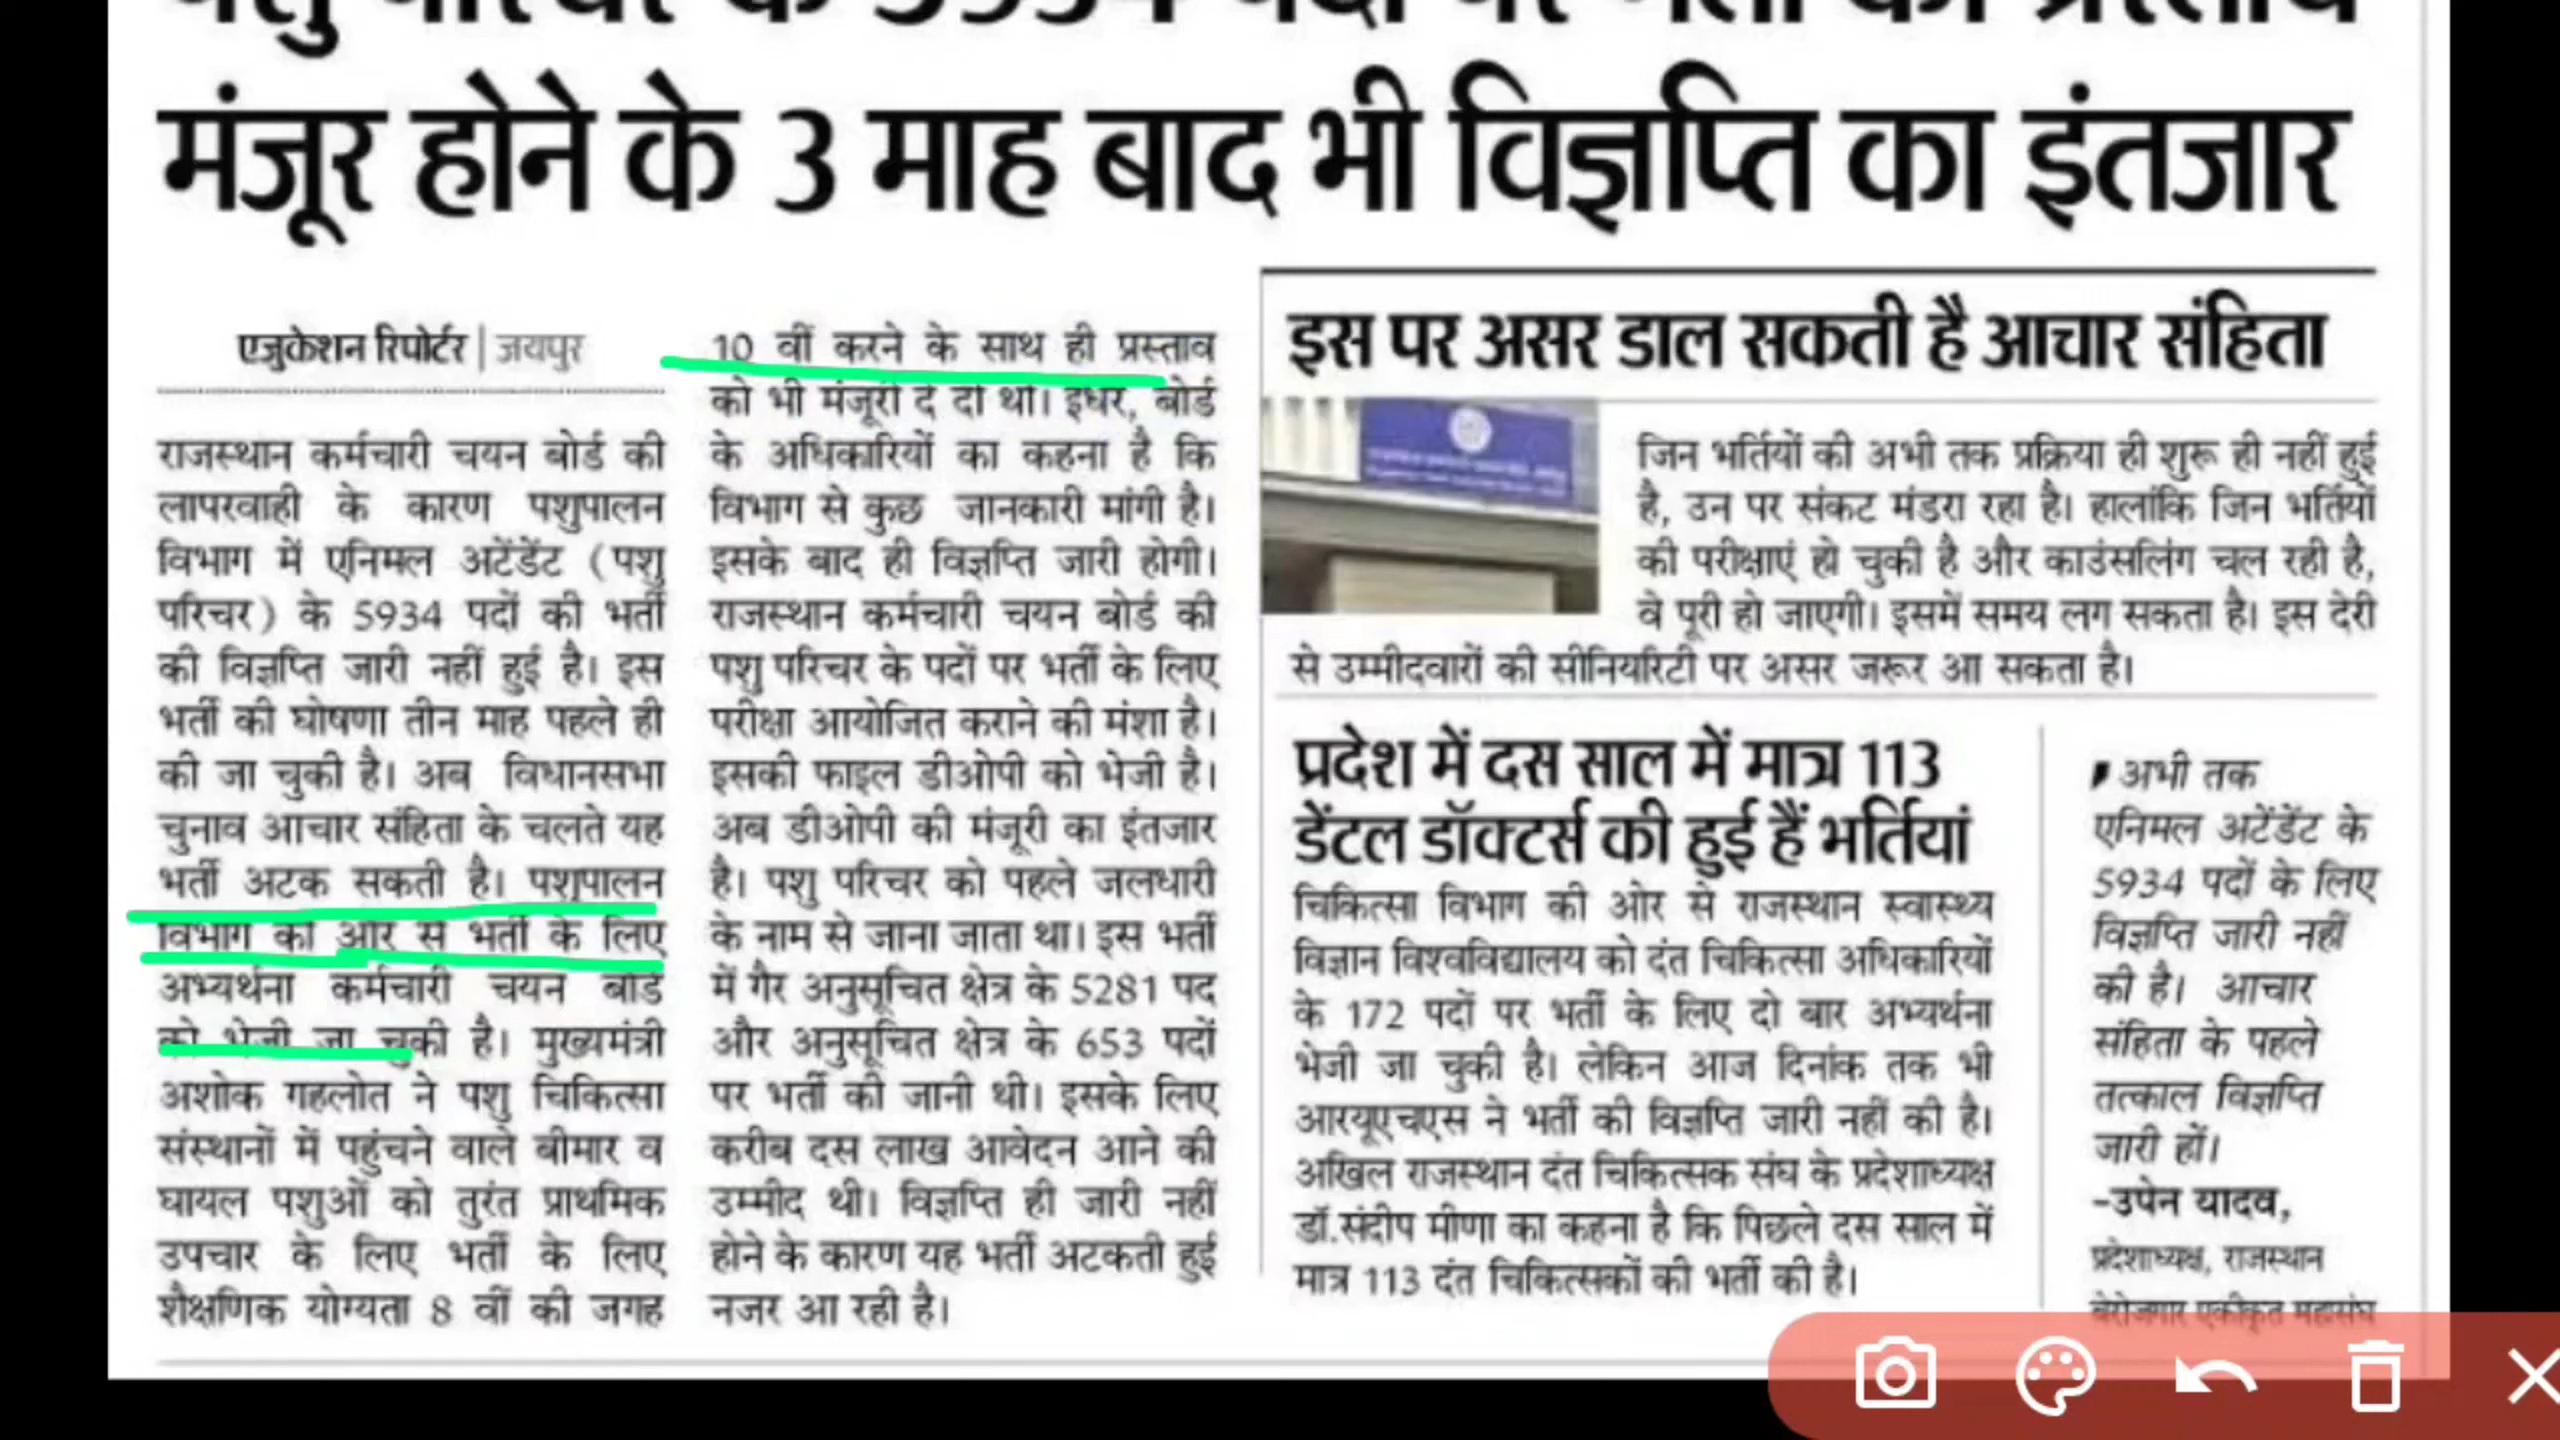 पशु परिचर के 5934 पदों पर भर्ती का प्रस्ताव
मंजूर होने के 3 माह बाद भी विज्ञप्ति का इंतजार
एजुकेशन रिपोर्टर | जयपुर
राजस्थान कर्मचारी चयन बोर्ड की
लापरवाही के कारण पशुपालन
विभाग में एनिमल अटेंडेंट (पशु
परिचर) के 5934 पदों की भर्ती
की विज्ञप्ति जारी नहीं हुई है। इस
भर्ती की घोषणा तीन माह पहले ही
की जा चुकी है। अब विधानसभा
चुनाव आचार संहिता के चलते यह
भर्ती अटक सकती है। पशुपालन
विभाग की ओर से भर्ती के लिए
अभ्यर्थना कर्मचारी चयन बोर्ड
को भेजी जा चुकी है। मुख्यमंत्री
अशोक गहलोत ने पशु चिकित्सा
संस्थानों में पहुंचने वाले बीमार व
घायल पशुओं को तुरंत प्राथमिक
उपचार के लिए भर्ती के लिए
शैक्षणिक योग्यता 8 वीं की जगह
10 वीं करने के साथ ही प्रस्ताव
को भी मंजूरी दे दी थी। इधर, बोर्ड
के अधिकारियों का कहना है कि
विभाग से कुछ जानकारी मांगी है।
इसके बाद ही विज्ञप्ति जारी होगी।
राजस्थान कर्मचारी चयन बोर्ड की
पशु परिचर के पदों पर भर्ती के लिए
परीक्षा आयोजित कराने की मंशा है।
इसकी फाइल डीओपी को भेजी है।
अब डीओपी की मंजूरी का इंतजार
है। पशु परिचर को पहले जलधारी
के नाम से जाना जाता था। इस भर्ती
में गैर अनुसूचित क्षेत्र के 5281 पद
और अनुसूचित क्षेत्र के 653 पदों
पर भर्ती की जानी थी। इसके लिए
करीब दस लाख आवेदन आने की
उम्मीद थी। विज्ञप्ति ही जारी नहीं
होने के कारण यह भर्ती अटकती हुई
नजर आ रही है।
इस पर असर डाल सकती है आचार संहिता
जिन भर्तियों की अभी तक प्रक्रिया ही शुरू ही नहीं हुई
है, उन पर संकट मंडरा रहा है। हालांकि जिन भर्तियों
की परीक्षाएं हो चुकी है और काउंसलिंग चल रही है,
वे पूरी हो जाएगी। इसमें समय लग सकता है। इस देरी
से उम्मीदवारों की सीनियरिटी पर असर जरूर आ सकता है।
प्रदेश में दस साल में मात्र 113
डेंटल डॉक्टर्स की हुई हैं भर्तियां
चिकित्सा विभाग की ओर से राजस्थान स्वास्थ्य
विज्ञान विश्वविद्यालय को दंत चिकित्सा अधिकारियों
के 172 पदों पर भर्ती के लिए दो बार अभ्यर्थना
भेजी जा चुकी है। लेकिन आज दिनांक तक भी
आरयूएचएस ने भर्ती की विज्ञप्ति जारी नहीं की है।
अखिल राजस्थान दंत चिकित्सक संघ के प्रदेशाध्यक्ष
डॉ.संदीप मीणा का कहना है कि पिछले दस साल में
मात्र 113 दंत चिकित्सकों की भर्ती की है।
अभी तक
एनिमल अटेंडेंट के
5934 पदों के लिए
विज्ञप्ति जारी नहीं
की है। आचार
संहिता के पहले
तत्काल विज्ञप्ति
जारी हों।
-उपेन यादव,
प्रदेशाध्यक्ष, राजस्थान
बेरोजगार एकीकृत महासंघ